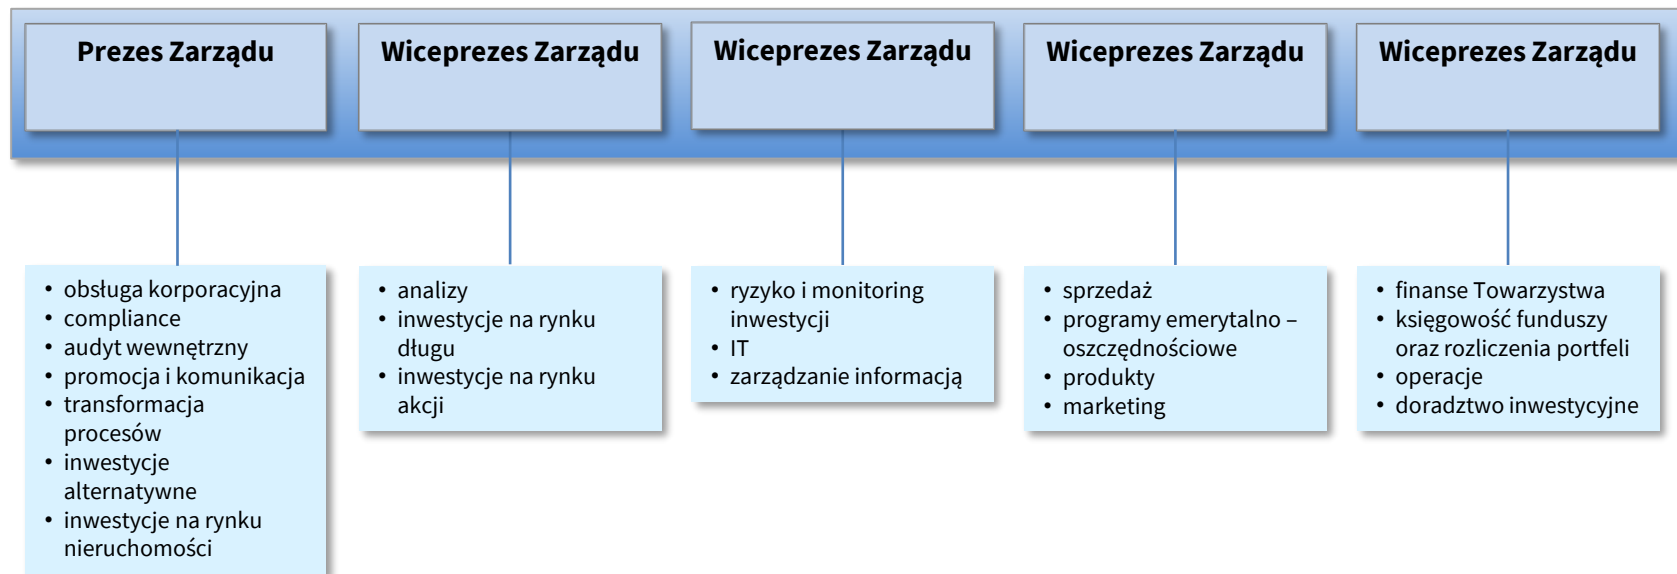 Prezes Zarządu
Wiceprezes Zarządu
Wiceprezes Zarządu
Wiceprezes Zarządu
Wiceprezes Zarządu
• obsługa korporacyjna
• compliance
• audyt wewnętrzny
• promocja i komunikacja
• transformacja
procesów
• inwestycje
alternatywne
• inwestycje na rynku
nieruchomości
• analizy
• inwestycje na rynku
długu
• inwestycje na rynku
akcji
• ryzyko i monitoring
inwestycji
• IT
• zarządzanie informacją
• sprzedaż
• programy emerytalno –
oszczędnościowe
• produkty
• marketing
• finanse Towarzystwa
• księgowość funduszy
oraz rozliczenia portfeli
• operacje
• doradztwo inwestycyjne